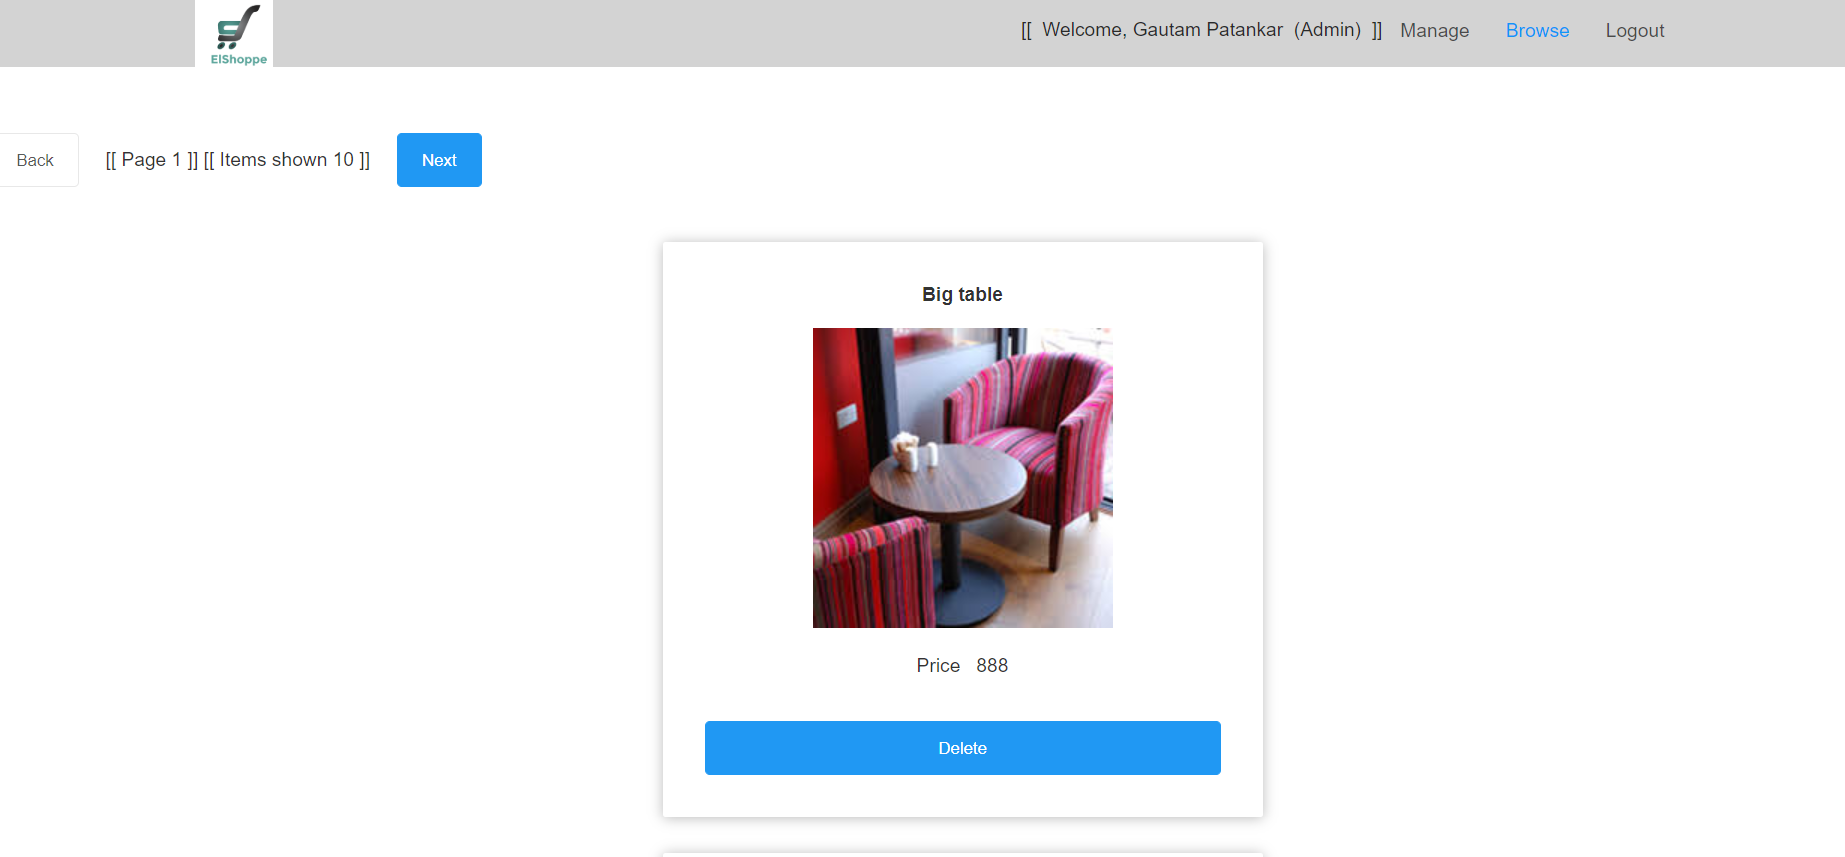 ElShoppe
[[ Welcome, Gautam Patankar (Admin) ]] Manage Browse Logout
Back [[ Page 1 ]] [[ Items shown 10 ]] Next
Big table
Price 888
Delete